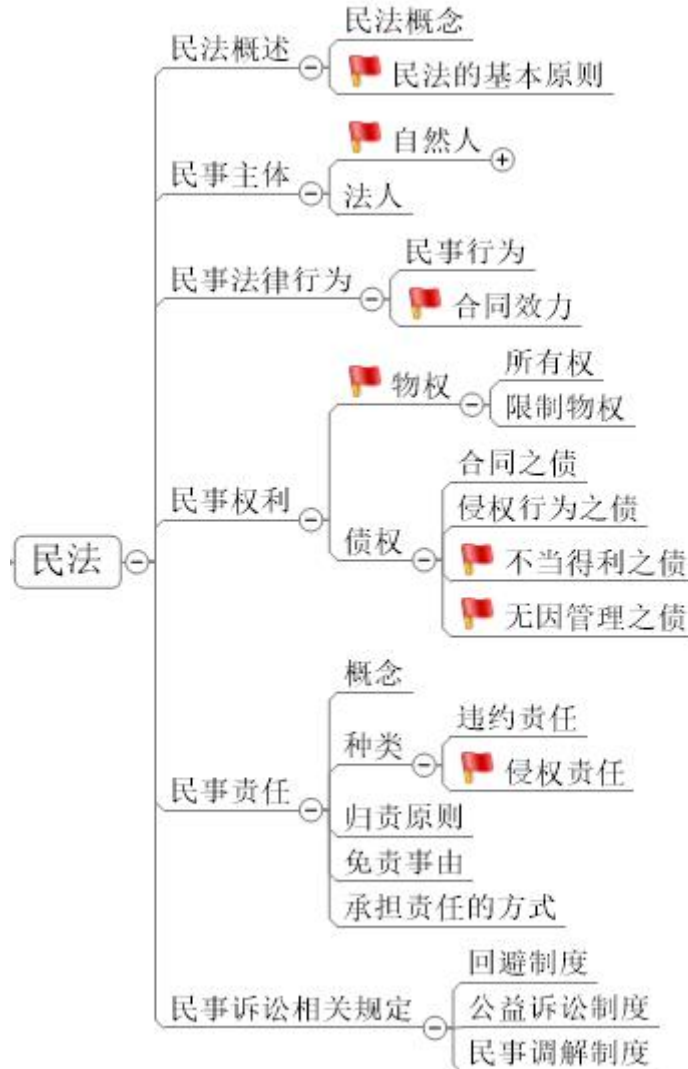 民法
民法概述
民法概念
民法的基本原则
民事主体
自然人
法人
民事法律行为
民事行为
合同效力
民事权利
物权
所有权
限制物权
债权
合同之债
侵权行为之债
不当得利之债
无因管理之债
民事责任
概念
种类
违约责任
侵权责任
归责原则
免责事由
承担责任的方式
民事诉讼相关规定
回避制度
公益诉讼制度
民事调解制度